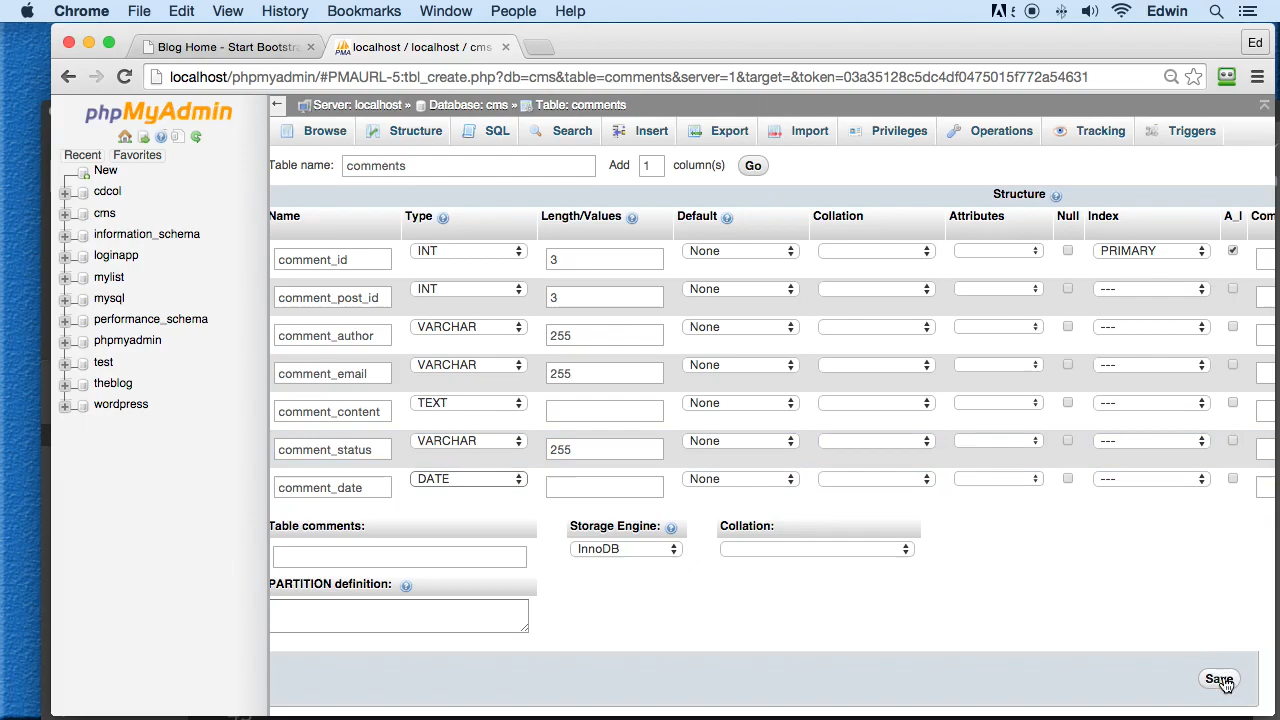 Chrome File Edit View History Bookmarks Window People Help Edwin
Blog Home - Start Bootstra localhost / localhost / cms Ed
localhost/phpmyadmin/#PMAURL-5:tbl_create.php?db=cms&table=comments&server=1&target=&token=03a35128c5dc4df0475015f772a54631
phpMyAdmin
Recent Favorites
New
cdcol
cms
information_schema
loginapp
mylist
mysql
performance_schema
phpmyadmin
test
theblog
wordpress
Server: localhost » Database: cms » Table: comments
Browse Structure SQL Search Insert Export Import Privileges Operations Tracking Triggers
Table name: comments Add 1 column(s) Go
Structure
Name Type Length/Values Default Collation Attributes Null Index A_I Com
comment_id INT 3 None PRIMARY
comment_post_id INT 3 None ---
comment_author VARCHAR 255 None ---
comment_email VARCHAR 255 None ---
comment_content TEXT None ---
comment_status VARCHAR 255 None ---
comment_date DATE None ---
Table comments: Storage Engine: Collation:
InnoDB
PARTITION definition:
Save